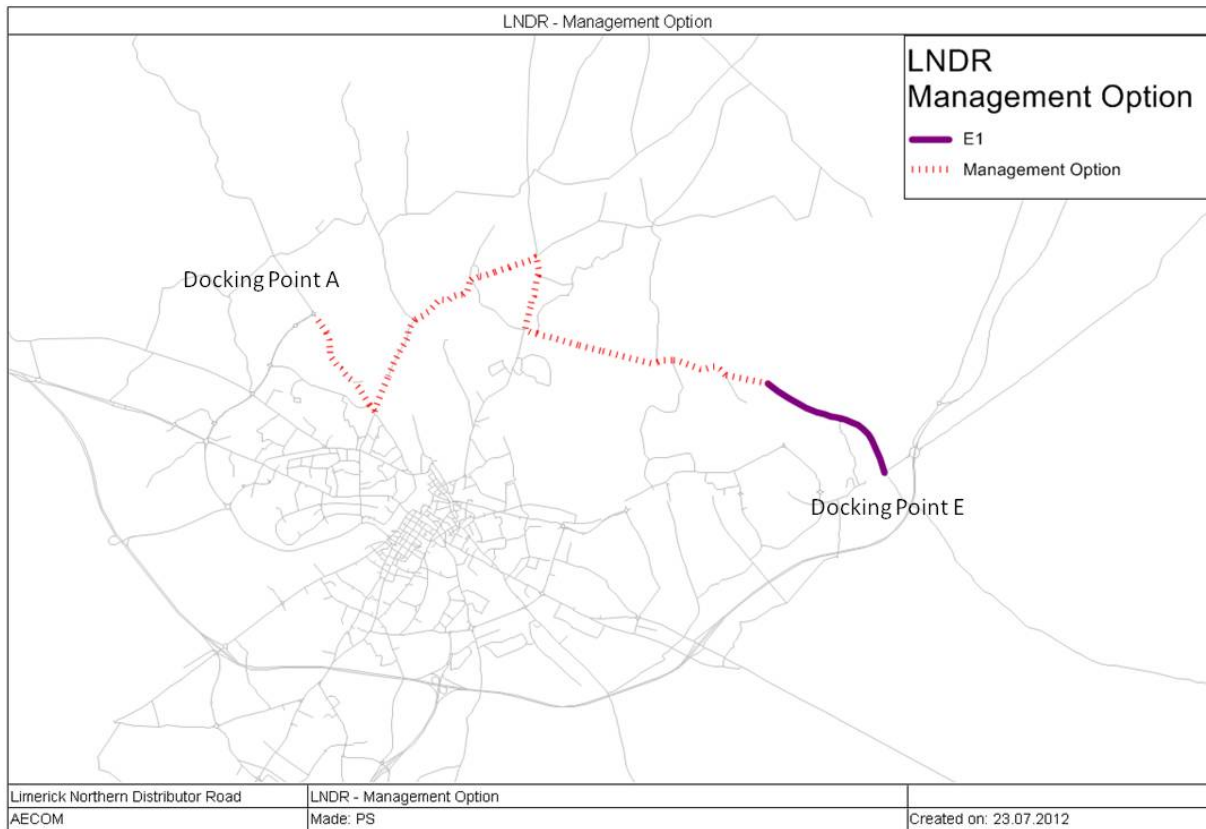 LNDR - Management Option
LNDR
Management Option
E1
Management Option
Docking Point A
Docking Point E
Limerick Northern Distributor Road
LNDR - Management Option
AECOM
Made: PS
Created on: 23.07.2012